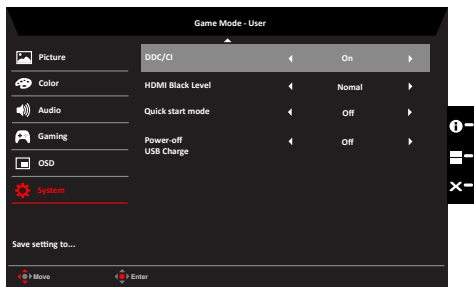 Game Mode - User
Picture
Color
Audio
Gaming
OSD
System
DDC/CI On
HDMI Black Level Normal
Quick start mode Off
Power-off Off
USB Charge
Save setting to...
Move Enter